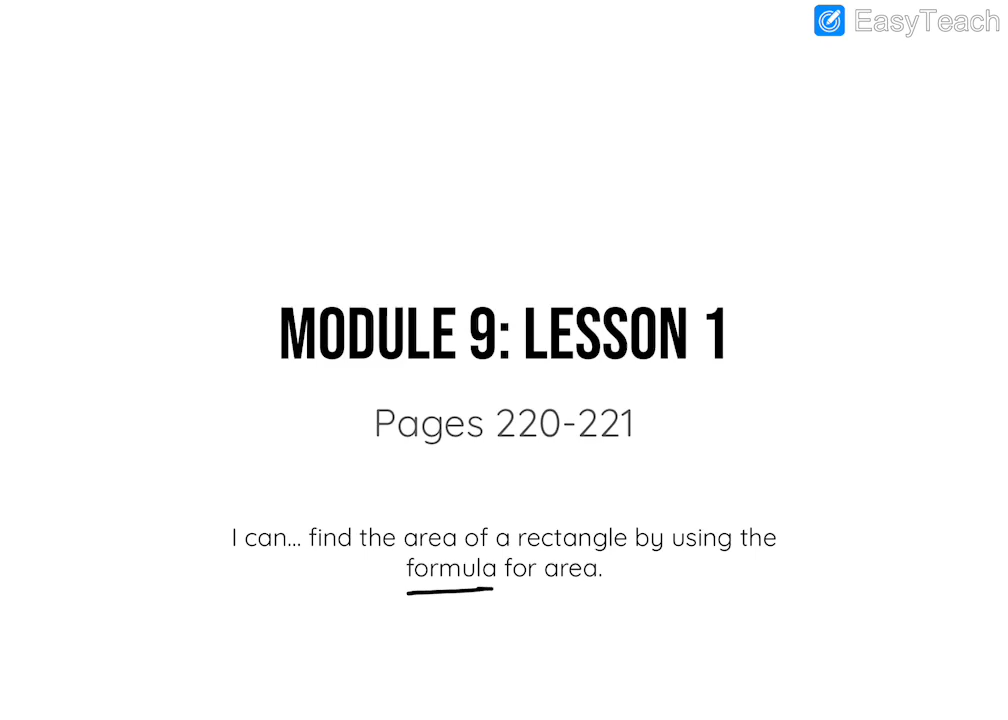 EasyTeach
MODULE 9: LESSON 1
Pages 220-221
I can... find the area of a rectangle by using the
formula for area.